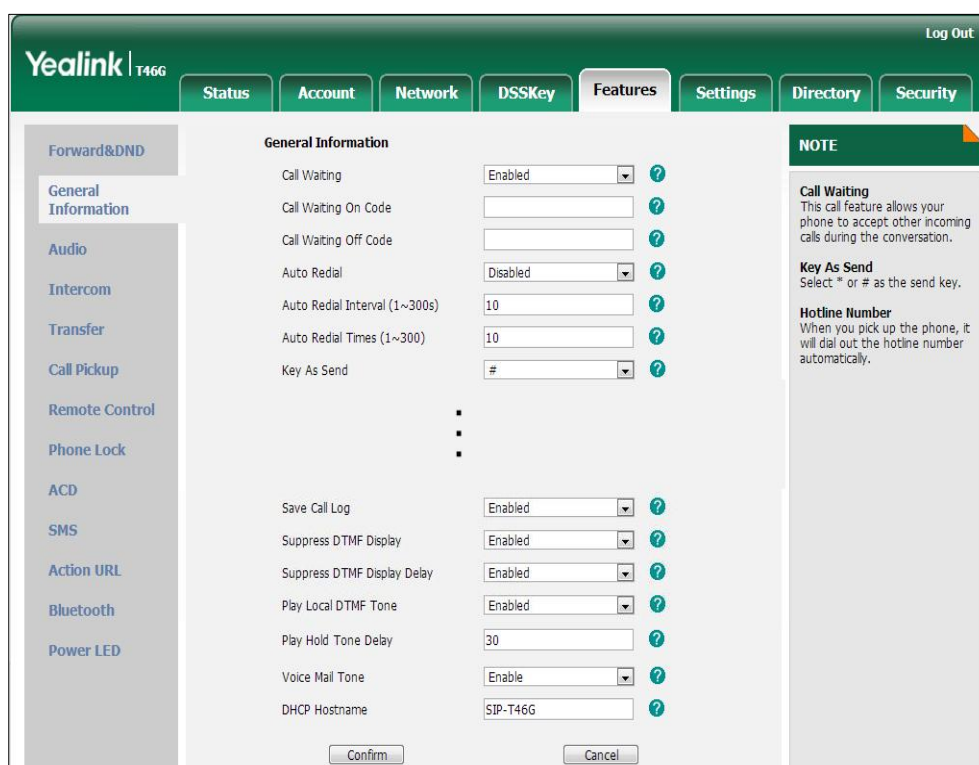 Log Out
Yealink T46G
Status Account Network DSSKey Features Settings Directory Security
Forward&DND
General
Information
Audio
Intercom
Transfer
Call Pickup
Remote Control
Phone Lock
ACD
SMS
Action URL
Bluetooth
Power LED
General Information
Call Waiting Enabled ?
Call Waiting On Code ?
Call Waiting Off Code ?
Auto Redial Disabled ?
Auto Redial Interval (1~300s) 10 ?
Auto Redial Times (1~300) 10 ?
Key As Send # ?
Save Call Log Enabled ?
Suppress DTMF Display Enabled ?
Suppress DTMF Display Delay Enabled ?
Play Local DTMF Tone Enabled ?
Play Hold Tone Delay 30 ?
Voice Mail Tone Enable ?
DHCP Hostname SIP-T46G ?
Confirm Cancel
NOTE
Call Waiting
This call feature allows your
phone to accept other incoming
calls during the conversation.
Key As Send
Select * or # as the send key.
Hotline Number
When you pick up the phone, it
will dial out the hotline number
automatically.